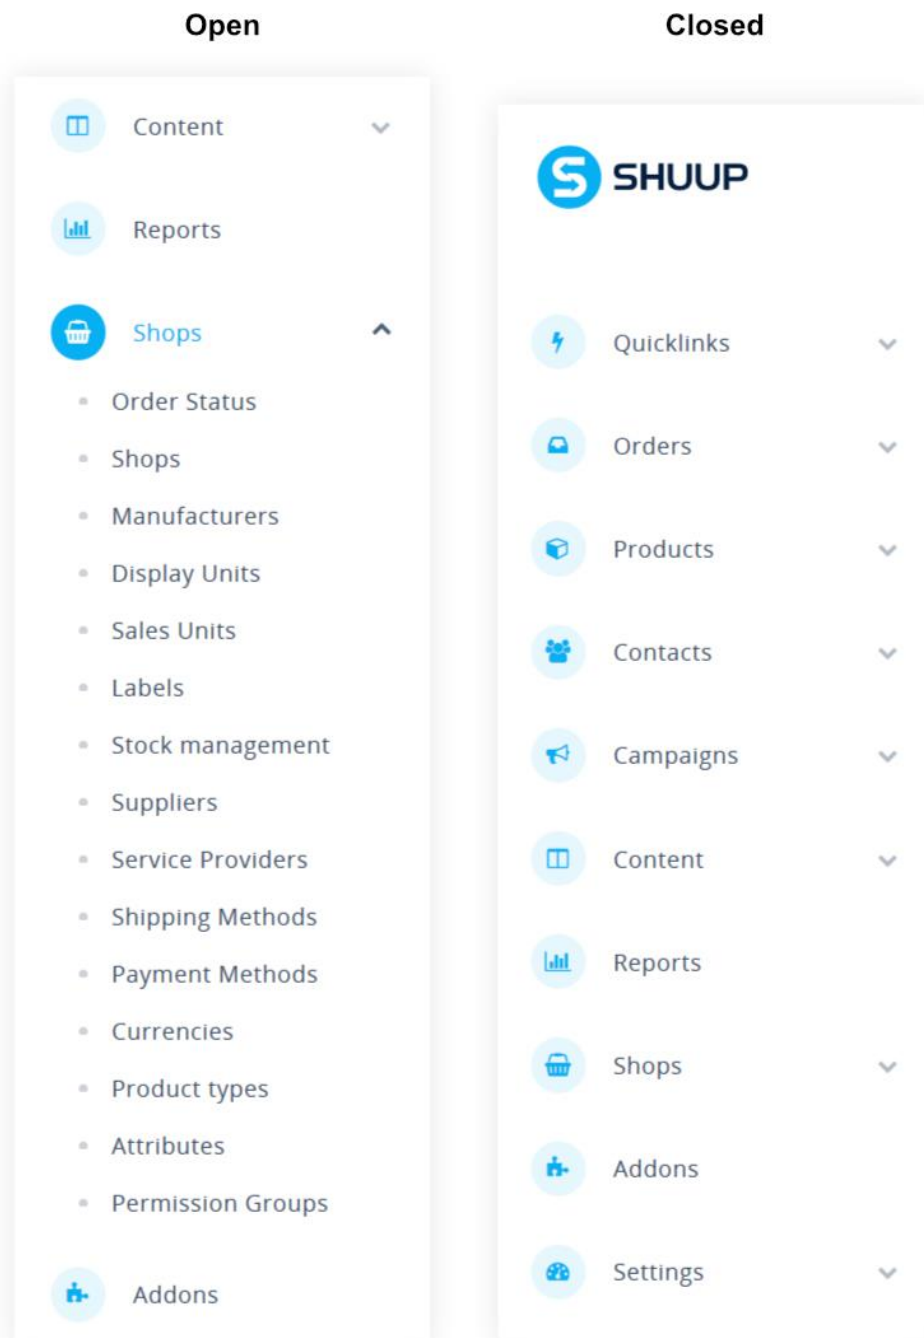 Open
Content
Reports
Shops
Order Status
Shops
Manufacturers
Display Units
Sales Units
Labels
Stock management
Suppliers
Service Providers
Shipping Methods
Payment Methods
Currencies
Product types
Attributes
Permission Groups
Addons
Closed
SHUUP
Quicklinks
Orders
Products
Contacts
Campaigns
Content
Reports
Shops
Addons
Settings